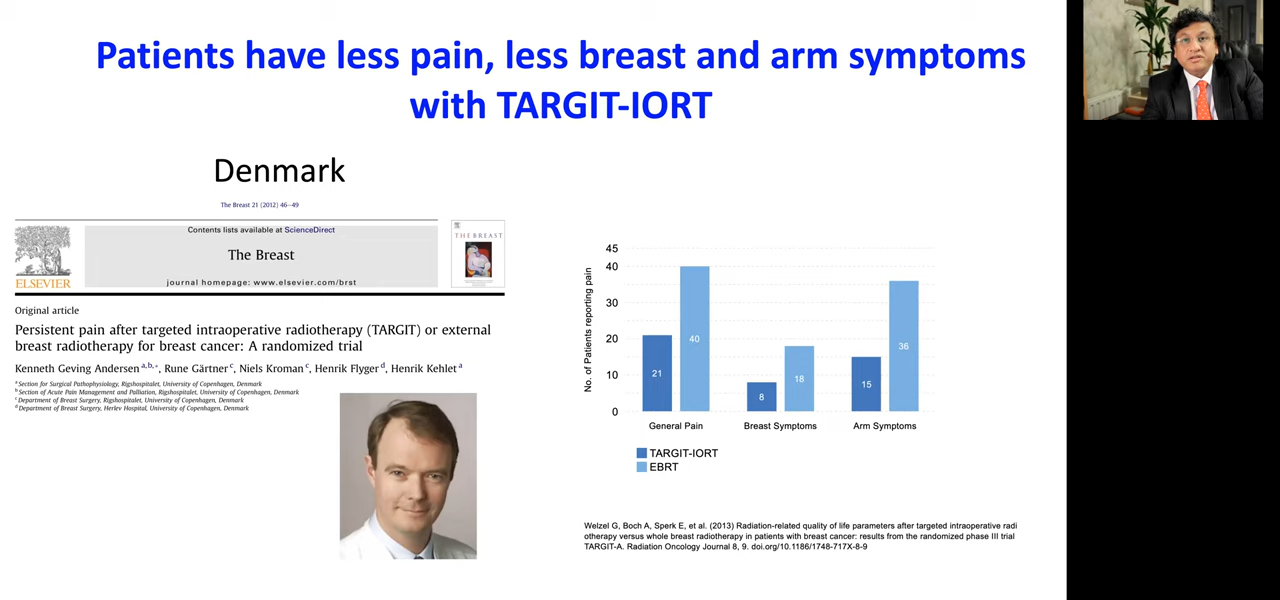 Patients have less pain, less breast and arm symptoms
with TARGIT-IORT
Denmark
The Breast 21 (2012) 46–49
Contents lists available at ScienceDirect
The Breast
journal homepage: www.elsevier.com/brst
ELSEVIER
THE BREAST
Original article
Persistent pain after targeted intraoperative radiotherapy (TARGIT) or external
breast radiotherapy for breast cancer: A randomized trial
Kenneth Geving Andersen a,b,*, Rune Gärtner c, Niels Kroman c, Henrik Flyger d, Henrik Kehlet a
a Section for Surgical Pathophysiology, Rigshospitalet, University of Copenhagen, Denmark
b Section of Acute Pain Management and Palliation, Rigshospitalet, University of Copenhagen, Denmark
c Department of Breast Surgery, Rigshospitalet, University of Copenhagen, Denmark
d Department of Breast Surgery, Herlev Hospital, University of Copenhagen, Denmark
No. of Patients reporting pain
45
40
30
20
10
0
21
40
8
18
15
36
General Pain
Breast Symptoms
Arm Symptoms
TARGIT-IORT
EBRT
Welzel G, Boch A, Sperk E, et al. (2013) Radiation-related quality of life parameters after targeted intraoperative radi
otherapy versus whole breast radiotherapy in patients with breast cancer: results from the randomized phase III trial
TARGIT-A. Radiation Oncology Journal 8, 9. doi.org/10.1186/1748-717X-8-9